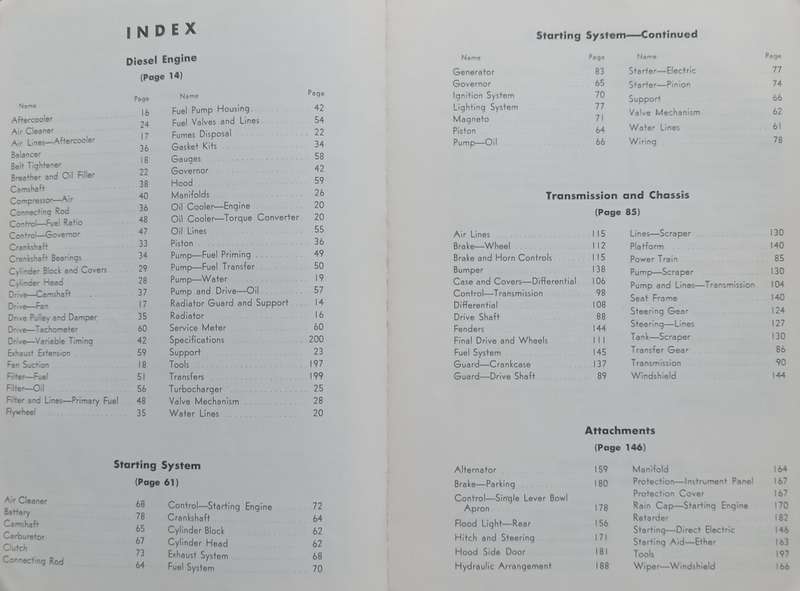 INDEX
Diesel Engine
(Page 14)
Name Page
Aftercooler 16
Air Cleaner 24
Air Lines—Aftercooler 17
Balancer 36
Belt Tightener 18
Breather and Oil Filler 22
Camshaft 38
Compressor—Air 40
Connecting Rod 36
Control—Fuel Ratio 48
Control—Governor 47
Crankshaft 33
Crankshaft Bearings 34
Cylinder Block and Covers 29
Cylinder Head 28
Drive—Camshaft 37
Drive—Fan 17
Drive Pulley and Damper 35
Drive—Tachometer 60
Drive—Variable Timing 42
Exhaust Extension 59
Fan Suction 18
Filter—Fuel 51
Filter—Oil 56
Filter and Lines—Primary Fuel 48
Flywheel 35
Name Page
Fuel Pump Housing 42
Fuel Valves and Lines 54
Fumes Disposal 22
Gasket Kits 34
Gauges 58
Governor 42
Hood 59
Manifolds 26
Oil Cooler—Engine 20
Oil Cooler—Torque Converter 20
Oil Lines 55
Piston 36
Pump—Fuel Priming 49
Pump—Fuel Transfer 50
Pump—Water 19
Pump and Drive—Oil 57
Radiator Guard and Support 14
Radiator 16
Service Meter 60
Specifications 200
Support 23
Tools 197
Transfers 199
Turbocharger 25
Valve Mechanism 28
Water Lines 20
Starting System
(Page 61)
Air Cleaner 68
Battery 78
Camshaft 65
Carburetor 67
Clutch 73
Connecting Rod 64
Control—Starting Engine 72
Crankshaft 64
Cylinder Block 62
Cylinder Head 62
Exhaust System 68
Fuel System 70
Starting System—Continued
Name Page
Generator 83
Governor 65
Ignition System 70
Lighting System 77
Magneto 71
Piston 64
Pump—Oil 66
Name Page
Starter—Electric 77
Starter—Pinion 74
Support 66
Valve Mechanism 62
Water Lines 61
Wiring 78
Transmission and Chassis
(Page 85)
Air Lines 115
Brake—Wheel 112
Brake and Horn Controls 115
Bumper 138
Case and Covers—Differential 106
Control—Transmission 98
Differential 108
Drive Shaft 88
Fenders 144
Final Drive and Wheels 111
Fuel System 145
Guard—Crankcase 137
Guard—Drive Shaft 89
Lines—Scraper 130
Platform 140
Power Train 85
Pump—Scraper 130
Pump and Lines—Transmission 104
Seat Frame 140
Steering Gear 124
Steering—Lines 127
Tank—Scraper 130
Transfer Gear 86
Transmission 90
Windshield 144
Attachments
(Page 146)
Alternator 159
Brake—Parking 180
Control—Single Lever Bowl
Apron 178
Flood Light—Rear 156
Hitch and Steering 171
Hood Side Door 181
Hydraulic Arrangement 188
Manifold 164
Protection—Instrument Panel 167
Protection Cover 167
Rain Cap—Starting Engine 170
Retarder 182
Starting—Direct Electric 146
Starting Aid—Ether 163
Tools 197
Wiper—Windshield 166